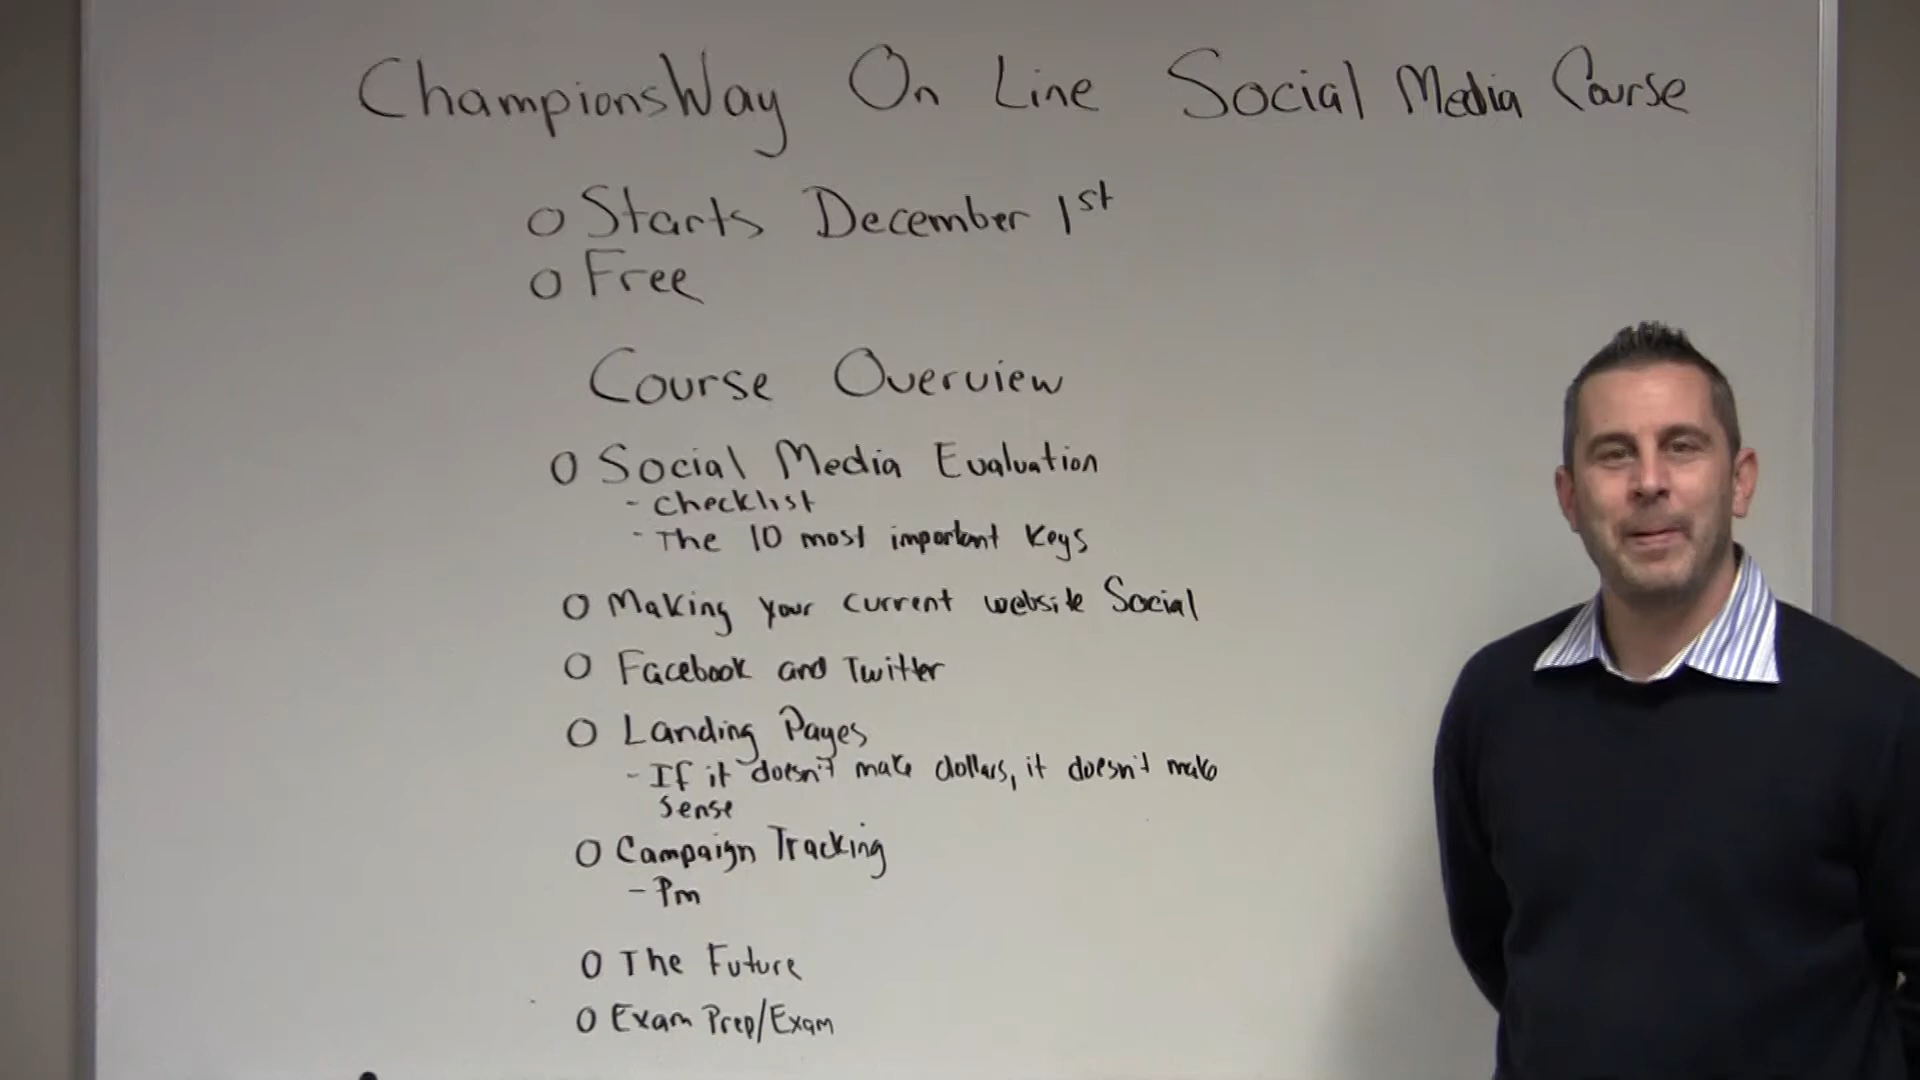 ChampionsWay On Line Social Media Course
O Starts December 1st
O Free
Course Overview
O Social Media Evaluation
- Checklist
- The 10 most important Keys
O Making your current website Social
O Facebook and Twitter
O Landing Pages
- If it doesn't make dollars, it doesn't make
sense
O Campaign Tracking
- Pm
O The Future
O Exam Prep/Exam